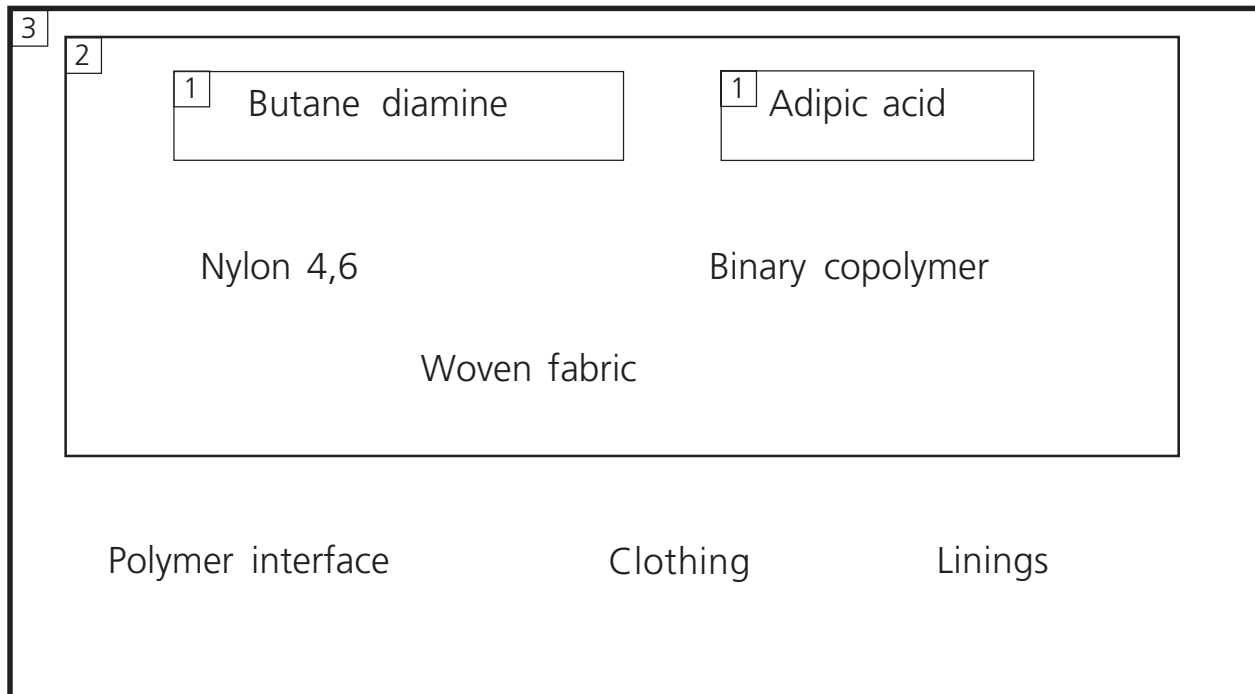 3
2
1 Butane diamine
1 Adipic acid
Nylon 4,6
Binary copolymer
Woven fabric
Polymer interface
Clothing
Linings